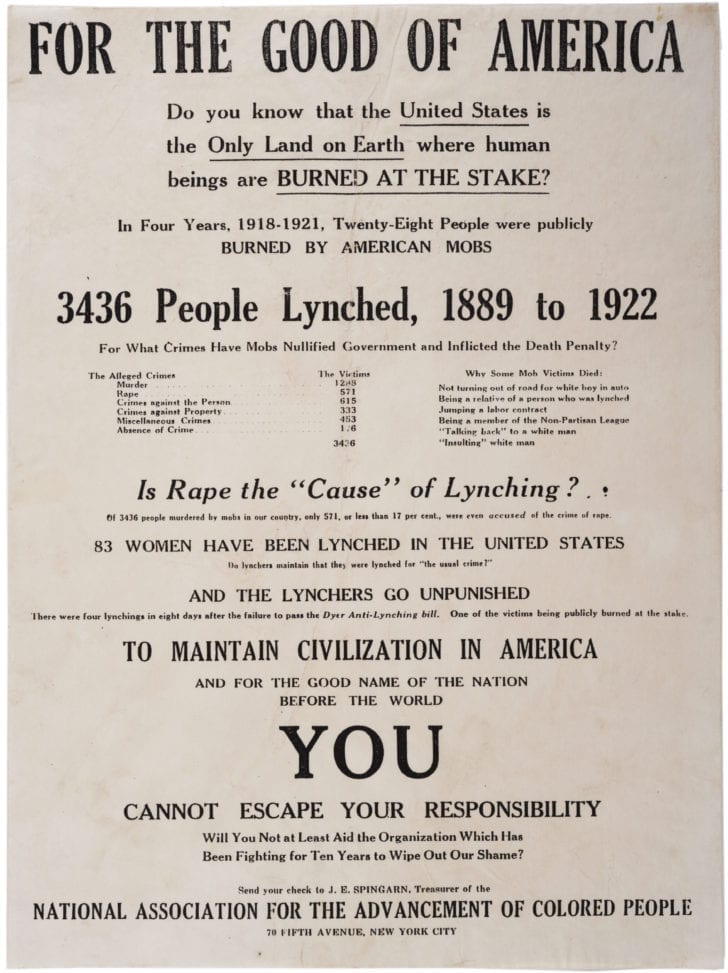 FOR THE GOOD OF AMERICA
Do you know that the United States is
the Only Land on Earth where human
beings are BURNED AT THE STAKE?
In Four Years, 1918-1921, Twenty-Eight People were publicly
BURNED BY AMERICAN MOBS
3436 People Lynched, 1889 to 1922
For What Crimes Have Mobs Nullified Government and Inflicted the Death Penalty?
The Alleged Crimes The Victims
Murder 1288
Rape 571
Crimes against the Person 615
Crimes against Property 333
Miscellaneous Crimes 453
Absence of Crime 176
3436
Why Some Mob Victims Died:
Not turning out of road for white boy in auto
Being a relative of a person who was lynched
Jumping a labor contract
Being a member of the Non-Partisan League
"Talking back" to a white man
"Insulting" white man
Is Rape the "Cause" of Lynching?
Of 3436 people murdered by mobs in our country, only 571, or less than 17 per cent., were even accused of the crime of rape.
83 WOMEN HAVE BEEN LYNCHED IN THE UNITED STATES
Do lynchers maintain that they were lynched for "the usual crime?"
AND THE LYNCHERS GO UNPUNISHED
There were four lynchings in eight days after the failure to pass the Dyer Anti-Lynching bill. One of the victims being publicly burned at the stake.
TO MAINTAIN CIVILIZATION IN AMERICA
AND FOR THE GOOD NAME OF THE NATION
BEFORE THE WORLD
YOU
CANNOT ESCAPE YOUR RESPONSIBILITY
Will You Not at Least Aid the Organization Which Has
Been Fighting for Ten Years to Wipe Out Our Shame?
Send your check to J. E. SPINGARN, Treasurer of the
NATIONAL ASSOCIATION FOR THE ADVANCEMENT OF COLORED PEOPLE
70 FIFTH AVENUE, NEW YORK CITY